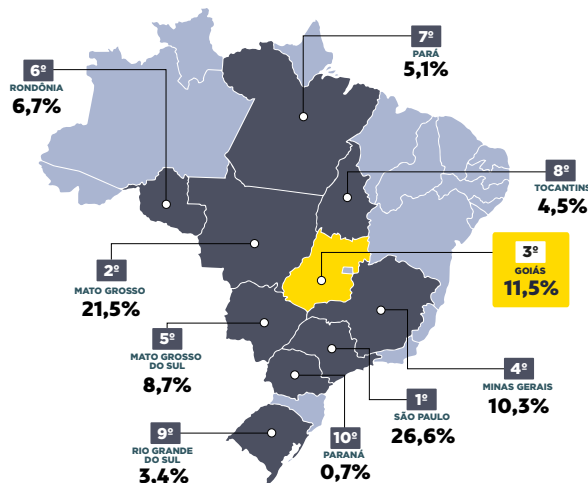 7º
PARÁ
5,1%
6º
RONDÔNIA
6,7%
8º
TOCANTINS
4,5%
3º
GOIÁS
11,5%
2º
MATO GROSSO
21,5%
5º
MATO GROSSO
DO SUL
8,7%
4º
MINAS GERAIS
10,3%
1º
SÃO PAULO
26,6%
10º
PARANÁ
0,7%
9º
RIO GRANDE
DO SUL
3,4%